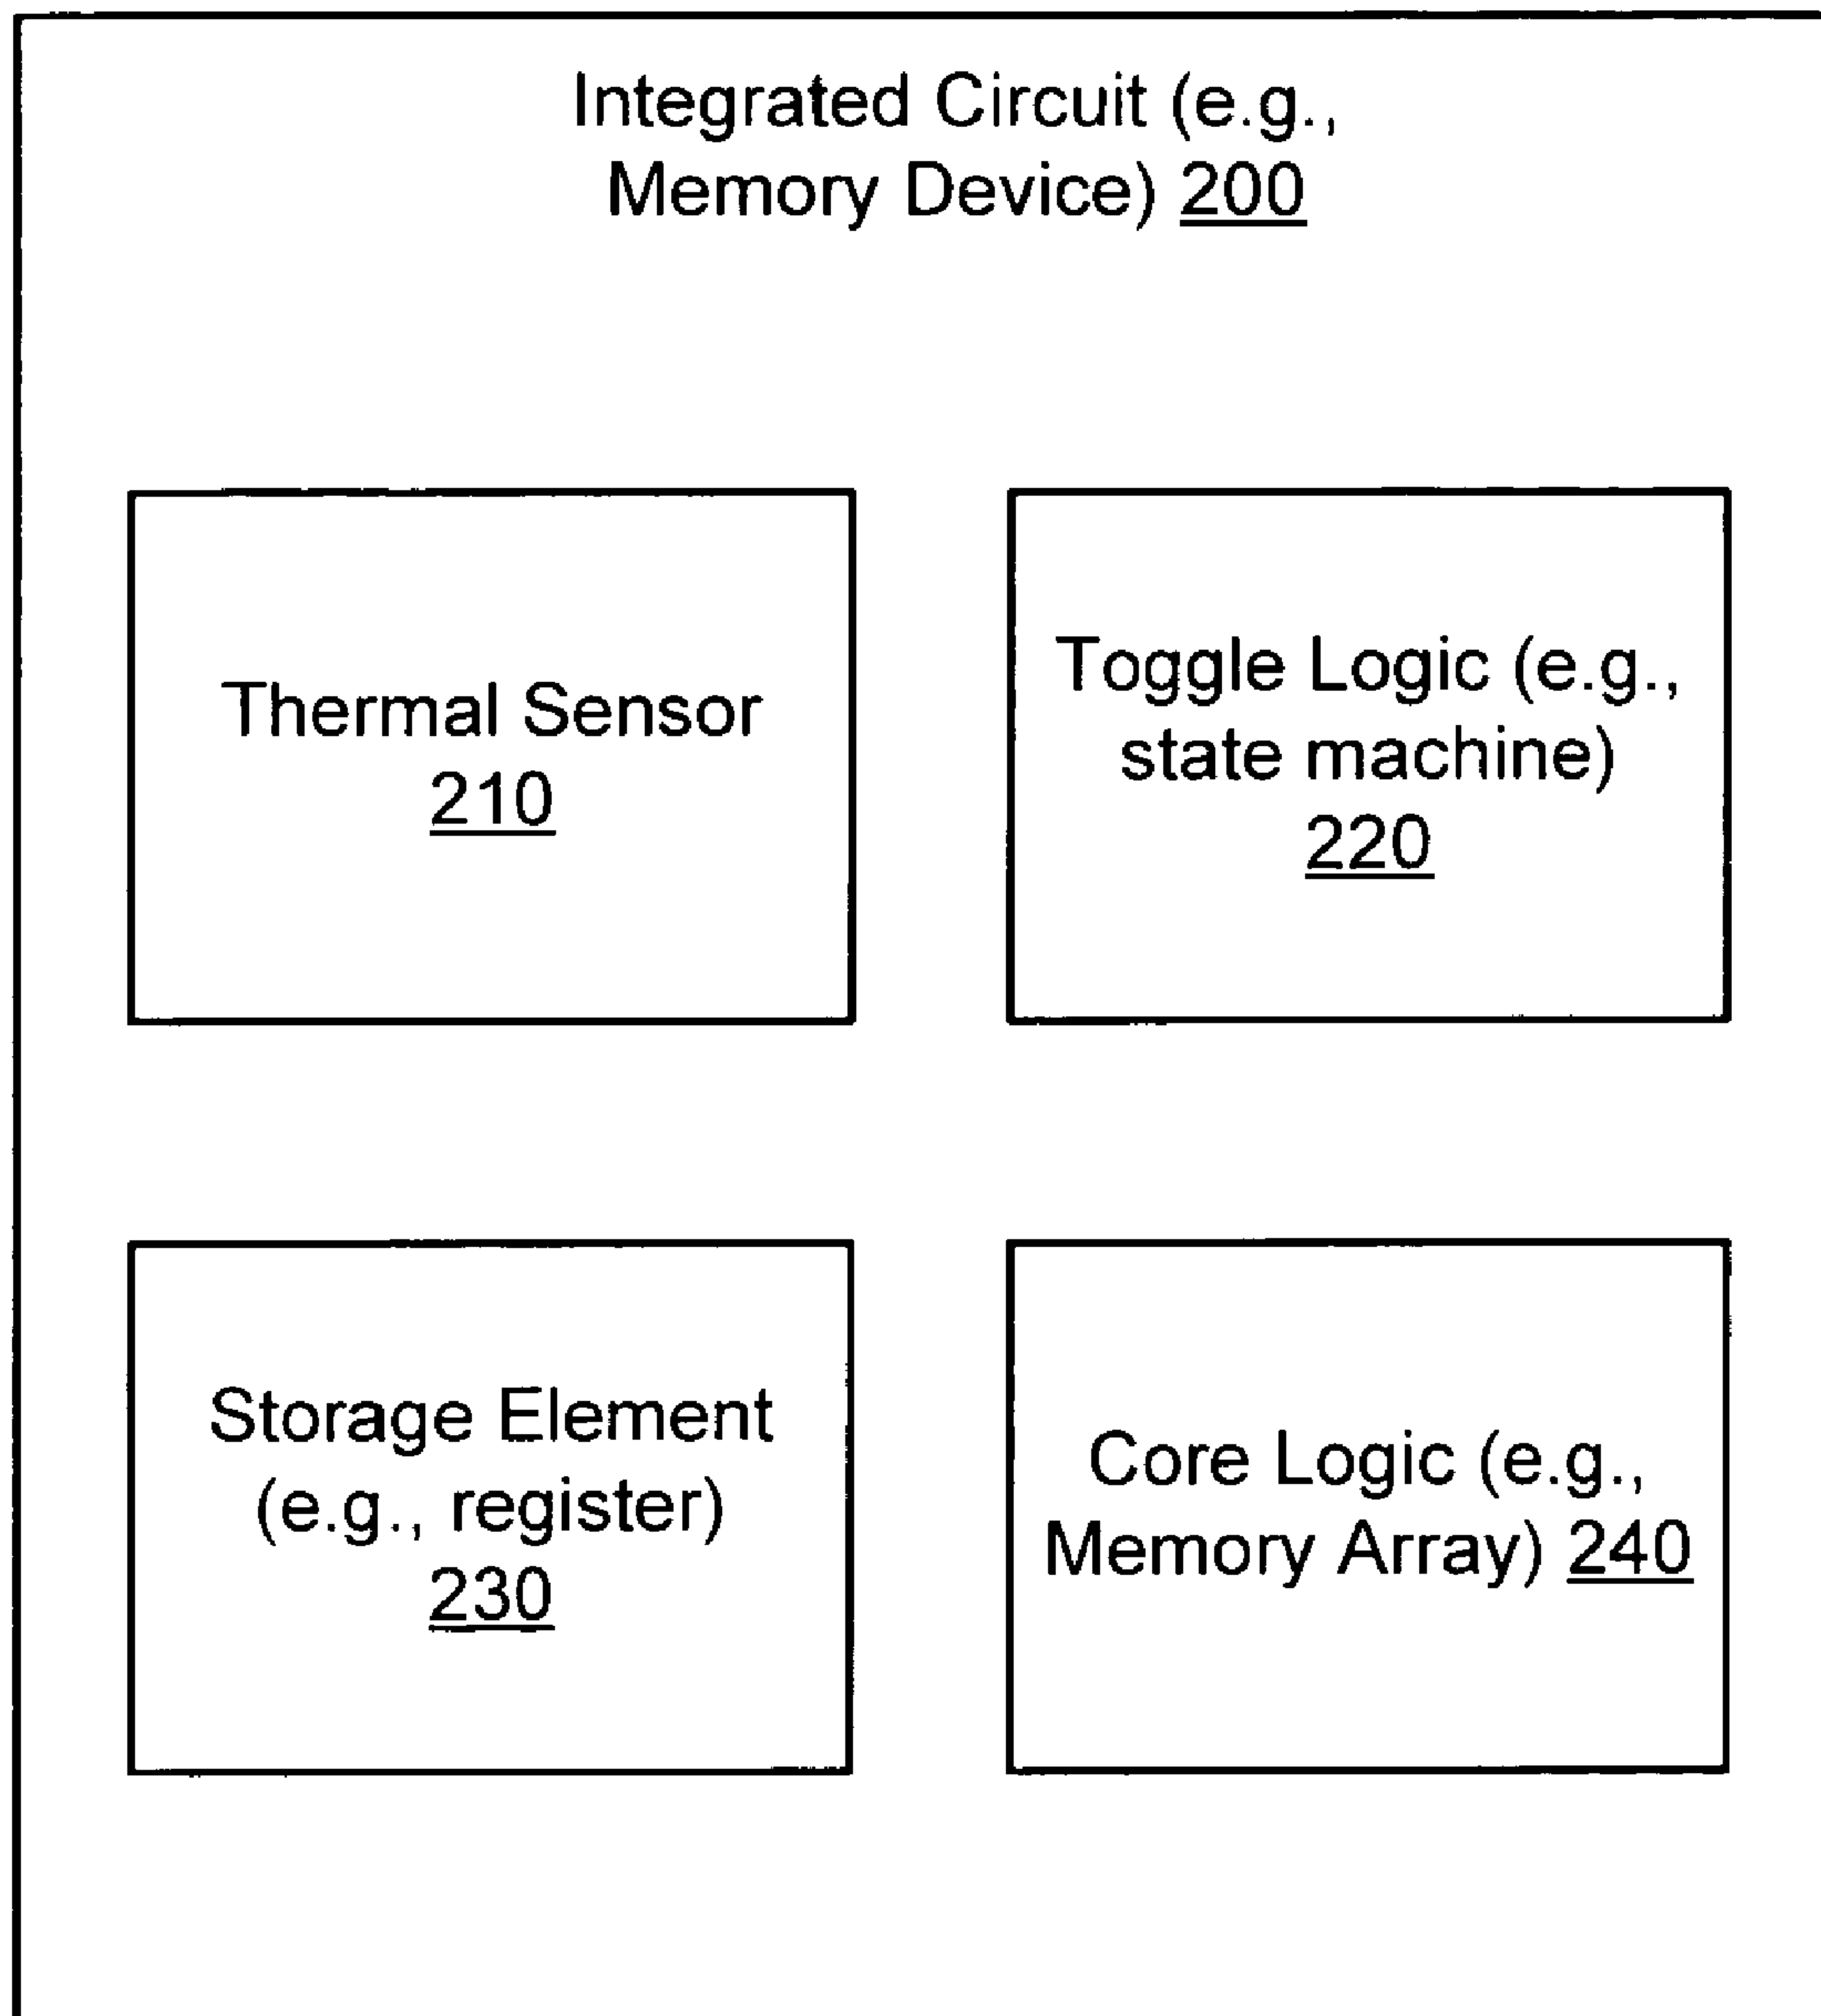 Integrated Circuit (e.g.,
Memory Device) 200
Thermal Sensor
210
Toggle Logic (e.g.,
state machine)
220
Storage Element
(e.g., register)
230
Core Logic (e.g.,
Memory Array) 240